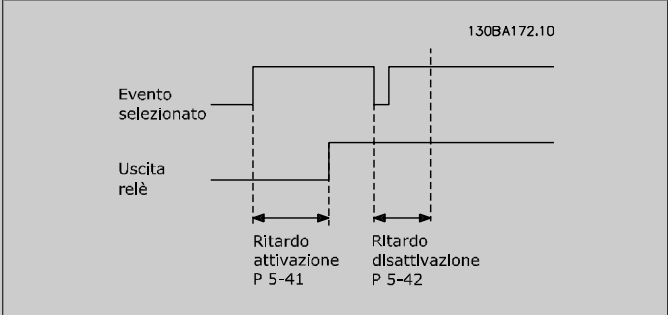 130BA172.10
Evento
selezionato
Uscita
relè
Ritardo
attivazione
P 5-41
Ritardo
disattivazione
P 5-42